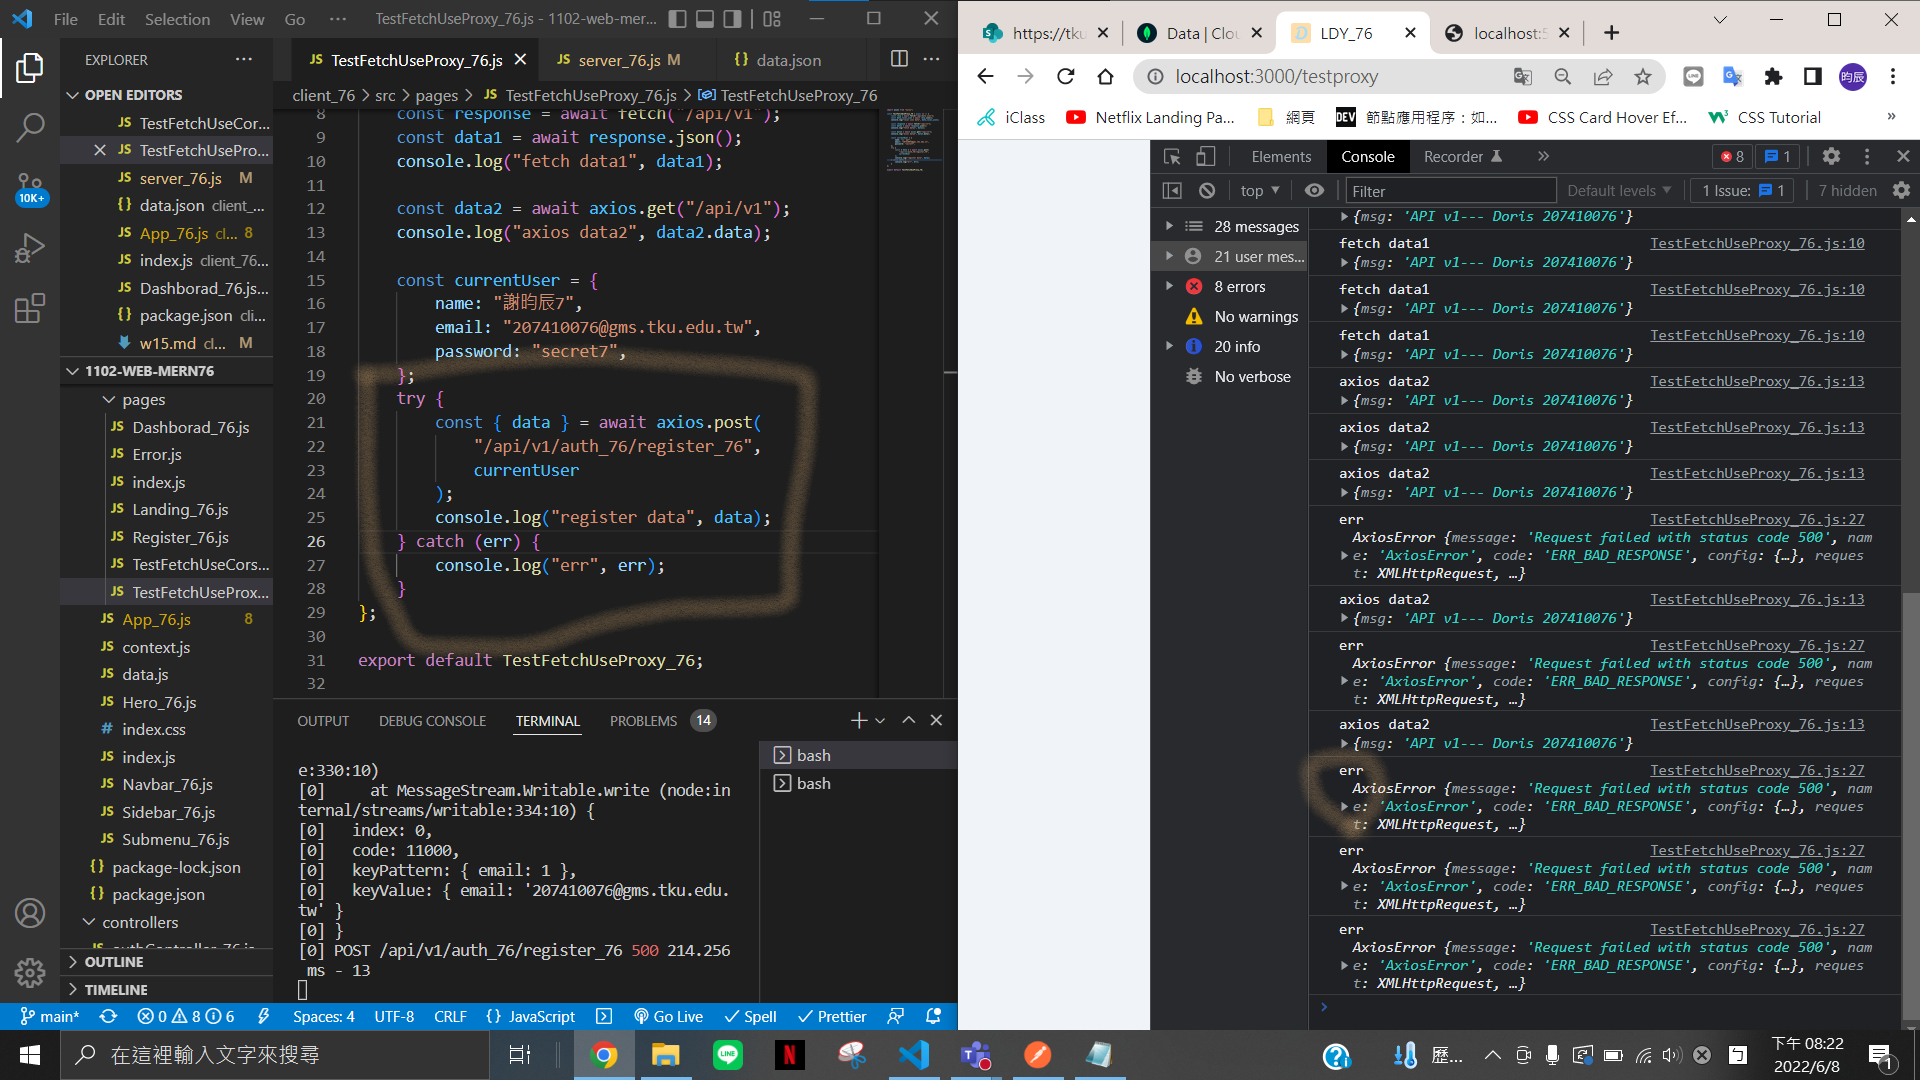 File Edit Selection View Go ··· TestFetchUseProxy_76.js - 1102-web-mer...
EXPLORER ···
OPEN EDITORS
JS TestFetchUseCor...
JS TestFetchUsePro...
JS server_76.js M
{} data.json client_...
JS App_76.js cl... 8
JS index.js client_76...
JS Dashborad_76.js...
{} package.json cli...
w15.md cl... M
10K+
1102-WEB-MERN76
pages
JS Dashborad_76.js
JS Error.js
JS index.js
JS Landing_76.js
JS Register_76.js
JS TestFetchUseCors...
JS TestFetchUseProx...
JS App_76.js 8
JS context.js
JS data.js
JS Hero_76.js
# index.css
JS index.js
JS Navbar_76.js
JS Sidebar_76.js
JS Submenu_76.js
{} package-lock.json
{} package.json
controllers
OUTLINE
TIMELINE
JS TestFetchUseProxy_76.js JS server_76.js M {} data.json ···
client_76 > src > pages > JS TestFetchUseProxy_76.js > TestFetchUseProxy_76
8 const response = await fetch("/api/v1");
9 const data1 = await response.json();
10 console.log("fetch data1", data1);
11
12 const data2 = await axios.get("/api/v1");
13 console.log("axios data2", data2.data);
14
15 const currentUser = {
16 name: "謝昀辰7",
17 email: "207410076@gms.tku.edu.tw",
18 password: "secret7",
19 };
20 try {
21 const { data } = await axios.post(
22 "/api/v1/auth_76/register_76",
23 currentUser
24 );
25 console.log("register data", data);
26 } catch (err) {
27 console.log("err", err);
28 }
29 };
30
31 export default TestFetchUseProxy_76;
32
OUTPUT DEBUG CONSOLE TERMINAL PROBLEMS 14
bash
bash
e:330:10)
[0] at MessageStream.Writable.write (node:in
ternal/streams/writable:334:10) {
[0] index: 0,
[0] code: 11000,
[0] keyPattern: { email: 1 },
[0] keyValue: { email: '207410076@gms.tku.edu.
tw' }
[0] }
[0] POST /api/v1/auth_76/register_76 500 214.256
ms - 13
main* 0 8 6 Spaces: 4 UTF-8 CRLF {} JavaScript Go Live Spell Prettier
https://tku Data | Clou LDY_76 localhost:5
localhost:3000/testproxy 昀辰
iClass Netflix Landing Pa... 網頁 DEV 節點應用程序：如... CSS Card Hover Ef... CSS Tutorial »
Elements Console Recorder » 8 1
top Filter Default levels 1 Issue: 1 7 hidden
28 messages
21 user mes...
8 errors
No warnings
20 info
No verbose
{msg: 'API v1--- Doris 207410076'}
fetch data1 TestFetchUseProxy_76.js:10
{msg: 'API v1--- Doris 207410076'}
fetch data1 TestFetchUseProxy_76.js:10
{msg: 'API v1--- Doris 207410076'}
fetch data1 TestFetchUseProxy_76.js:10
{msg: 'API v1--- Doris 207410076'}
axios data2 TestFetchUseProxy_76.js:13
{msg: 'API v1--- Doris 207410076'}
axios data2 TestFetchUseProxy_76.js:13
{msg: 'API v1--- Doris 207410076'}
axios data2 TestFetchUseProxy_76.js:13
{msg: 'API v1--- Doris 207410076'}
err TestFetchUseProxy_76.js:27
AxiosError {message: 'Request failed with status code 500', nam
e: 'AxiosError', code: 'ERR_BAD_RESPONSE', config: {…}, reques
t: XMLHttpRequest, …}
axios data2 TestFetchUseProxy_76.js:13
{msg: 'API v1--- Doris 207410076'}
err TestFetchUseProxy_76.js:27
AxiosError {message: 'Request failed with status code 500', nam
e: 'AxiosError', code: 'ERR_BAD_RESPONSE', config: {…}, reques
t: XMLHttpRequest, …}
axios data2 TestFetchUseProxy_76.js:13
{msg: 'API v1--- Doris 207410076'}
err TestFetchUseProxy_76.js:27
AxiosError {message: 'Request failed with status code 500', nam
e: 'AxiosError', code: 'ERR_BAD_RESPONSE', config: {…}, reques
t: XMLHttpRequest, …}
err TestFetchUseProxy_76.js:27
AxiosError {message: 'Request failed with status code 500', nam
e: 'AxiosError', code: 'ERR_BAD_RESPONSE', config: {…}, reques
t: XMLHttpRequest, …}
err TestFetchUseProxy_76.js:27
AxiosError {message: 'Request failed with status code 500', nam
e: 'AxiosError', code: 'ERR_BAD_RESPONSE', config: {…}, reques
t: XMLHttpRequest, …}
在這裡輸入文字來搜尋
歷...
下午 08:22
2022/6/8
1